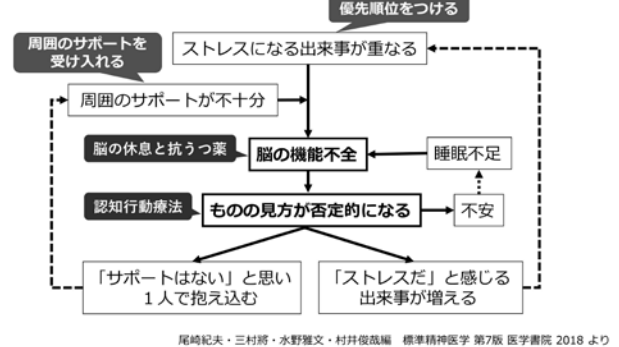 優先順位をつける
周囲のサポートを
受け入れる
ストレスになる出来事が重なる
周囲のサポートが不十分
脳の休息と抗うつ薬
脳の機能不全
睡眠不足
認知行動療法
ものの見方が否定的になる
不安
「サポートはない」と思い
1人で抱え込む
「ストレスだ」と感じる
出来事が増える
尾崎紀夫・三村將・水野雅文・村井俊哉編 標準精神医学 第7版 医学書院 2018 より